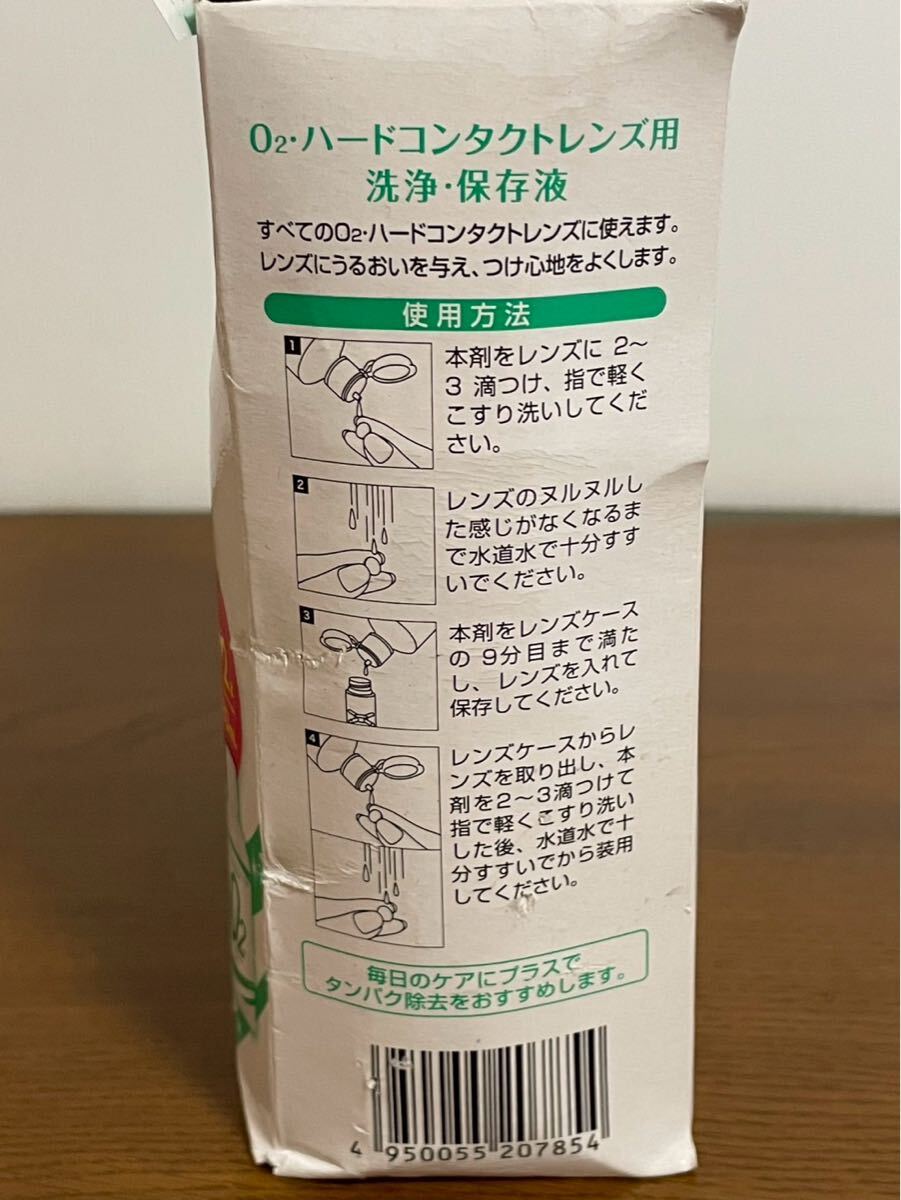 O₂・ハードコンタクトレンズ用
洗浄・保存液
すべてのO₂・ハードコンタクトレンズに使えます。
レンズにうるおいを与え、つけ心地をよくします。
使用方法
1
本剤をレンズに 2〜
3 滴つけ、指で軽く
こすり洗いしてくだ
さい。
2
レンズのヌルヌルし
た感じがなくなるま
で水道水で十分すす
いでください。
3
本剤をレンズケース
の 9分目まで満た
し、レンズを入れて
保存してください。
4
レンズケースからレ
ンズを取り出し、本
剤を2〜3滴つけて
指で軽くこすり洗い
した後、水道水で十
分すすいでから装用
してください。
毎日のケアにプラスで
タンパク除去をおすすめします。
4 950055 207854
O₂